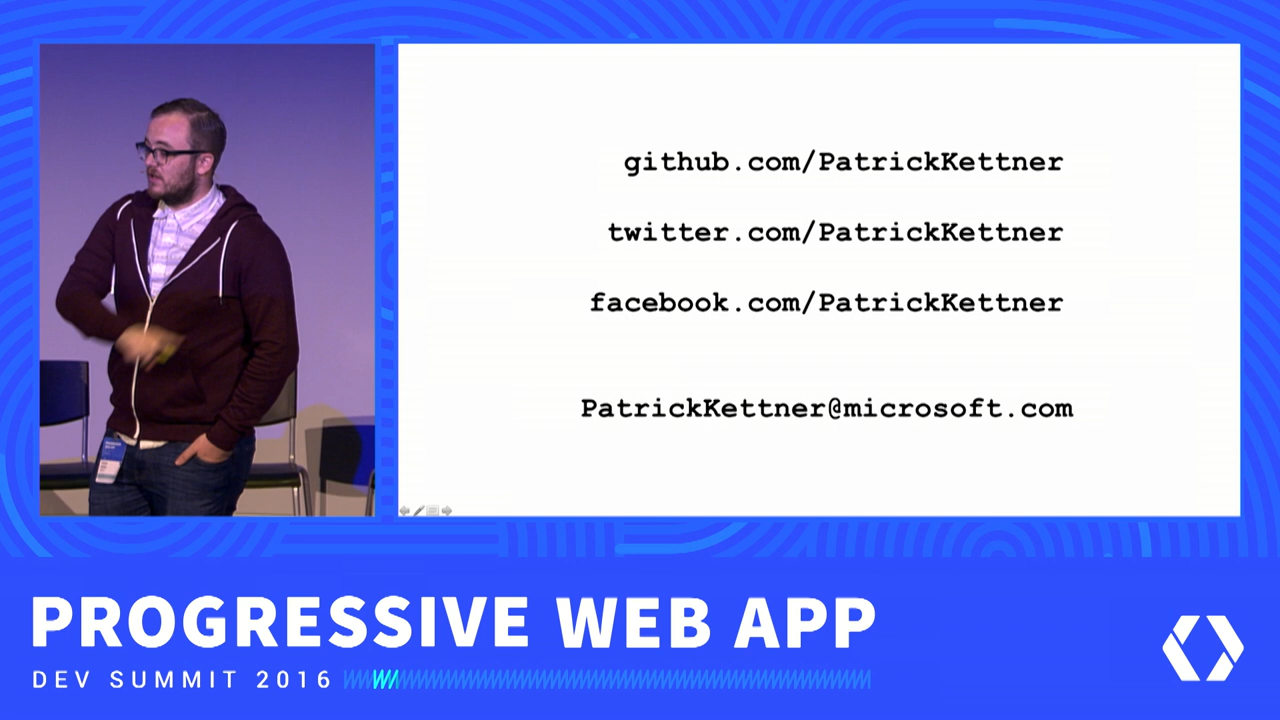 github.com/PatrickKettner
twitter.com/PatrickKettner
facebook.com/PatrickKettner
PatrickKettner@microsoft.com
PROGRESSIVE WEB APP
DEV SUMMIT 2016